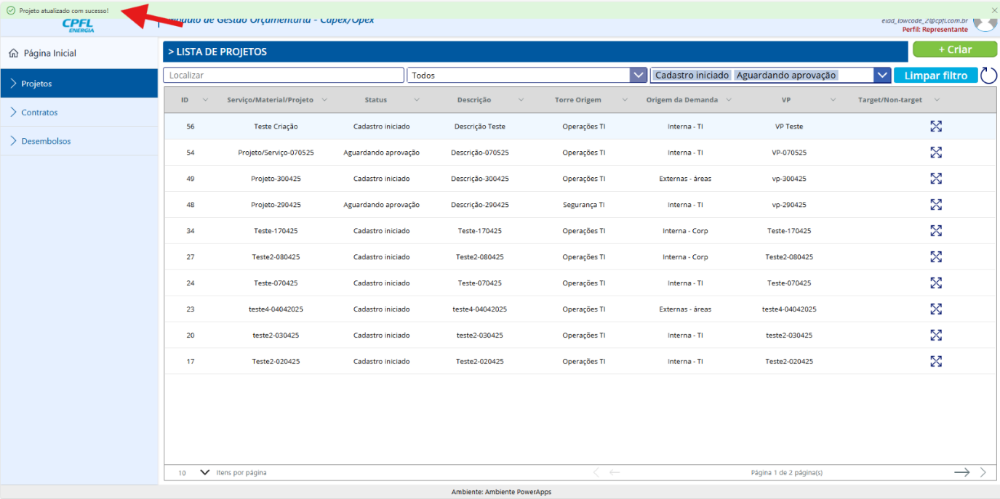 Projeto atualizado com sucesso!
CPFL
ENERGIA
Módulo de Gestão Orçamentária - Capex/Opex
eiad_lowcode_2@cpfl.com.br
Perfil: Representante
Página Inicial
Projetos
Contratos
Desembolsos
> LISTA DE PROJETOS
+ Criar
Localizar
Todos
Cadastro iniciado Aguardando aprovação
Limpar filtro
ID Serviço/Material/Projeto Status Descrição Torre Origem Origem da Demanda VP Target/Non-target
56 Teste Criação Cadastro iniciado Descrição Teste Operações TI Interna - TI VP Teste
54 Projeto/Serviço-070525 Aguardando aprovação Descrição-070525 Operações TI Interna - TI VP-070525
49 Projeto-300425 Cadastro iniciado Descrição-300425 Operações TI Externas - áreas vp-300425
48 Projeto-290425 Aguardando aprovação Descrição-290425 Segurança TI Interna - TI vp-290425
34 Teste-170425 Cadastro iniciado Teste-170425 Operações TI Interna - Corp Teste-170425
27 Teste2-080425 Cadastro iniciado Teste2-080425 Operações TI Interna - Corp Teste2-080425
24 Teste-070425 Cadastro iniciado Teste-070425 Operações TI Interna - TI Teste-070425
23 teste4-04042025 Cadastro iniciado teste4-04042025 Operações TI Externas - áreas teste4-04042025
20 teste2-030425 Cadastro iniciado teste2-030425 Operações TI Interna - TI teste2-030425
17 Teste2-020425 Cadastro iniciado Teste2-020425 Operações TI Interna - TI Teste2-020425
10 Itens por página
Página 1 de 2 página(s)
Ambiente: Ambiente PowerApps